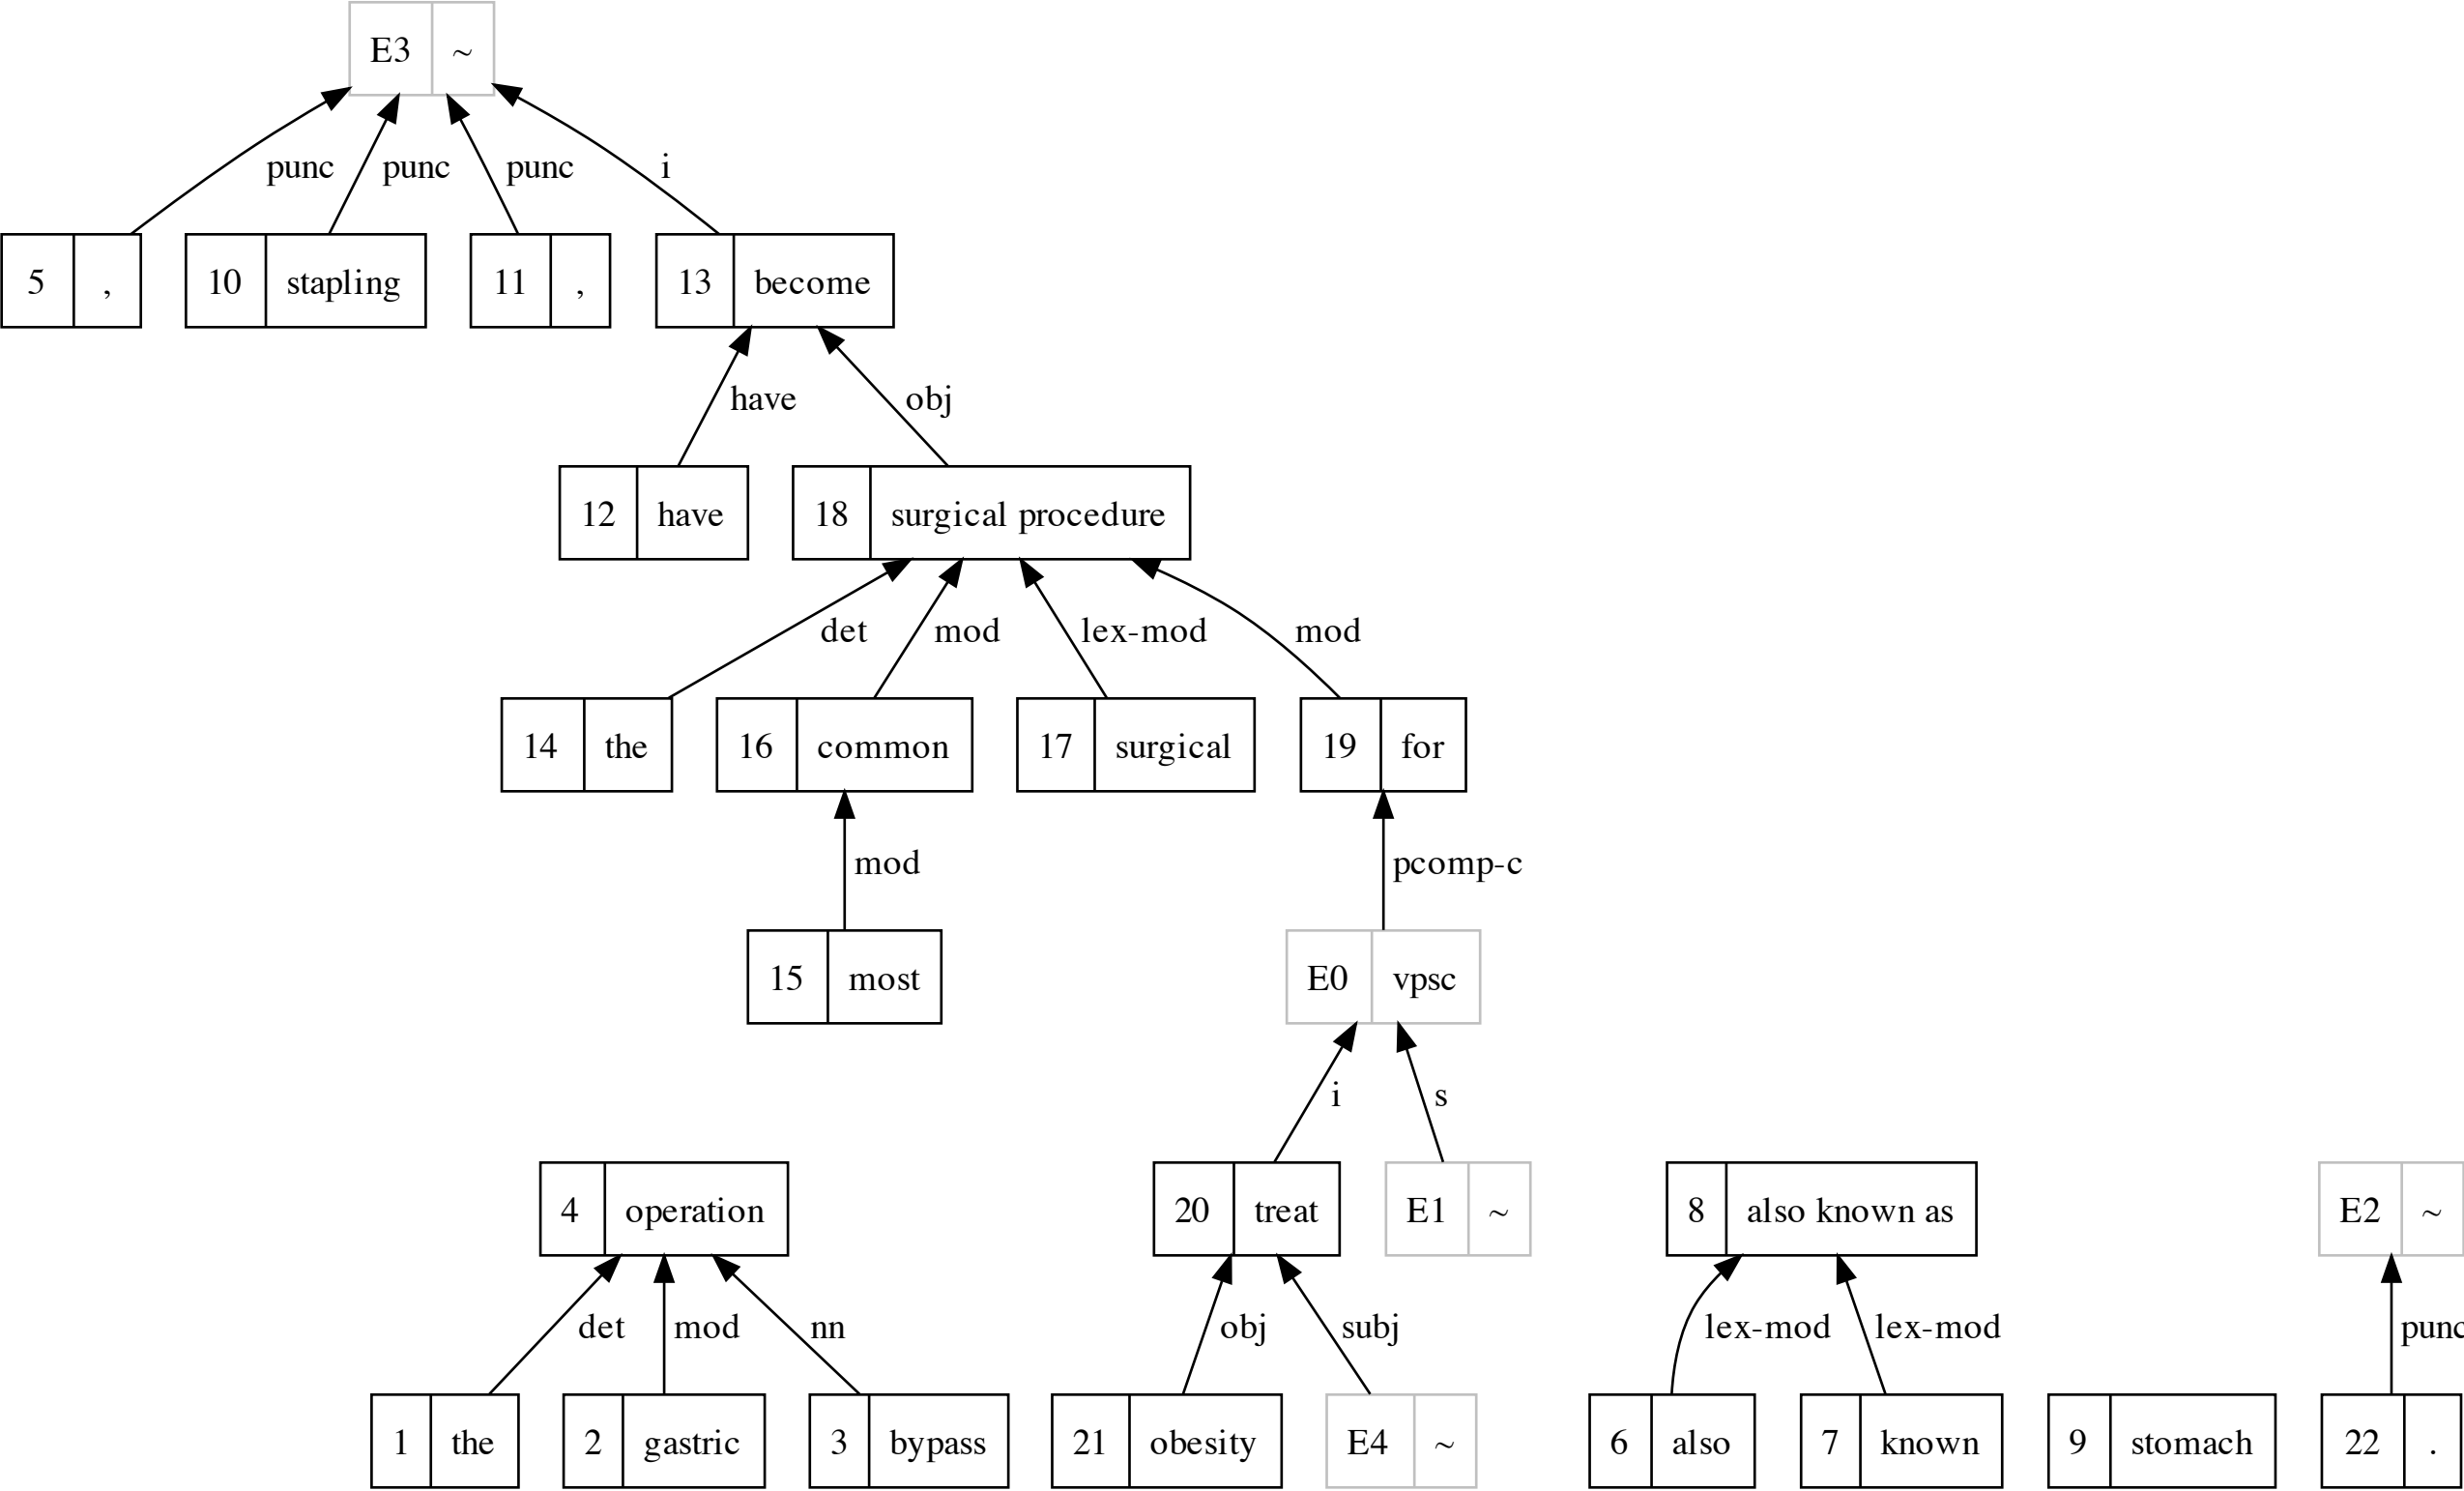 E3 ~
punc punc punc i
5 , 10 stapling 11 , 13 become
have obj
12 have 18 surgical procedure
det mod lex-mod mod
14 the 16 common 17 surgical 19 for
mod pcomp-c
15 most E0 vpsc
i s
4 operation 20 treat E1 ~ 8 also known as E2 ~
det mod nn obj subj lex-mod lex-mod punc
1 the 2 gastric 3 bypass 21 obesity E4 ~ 6 also 7 known 9 stomach 22 .